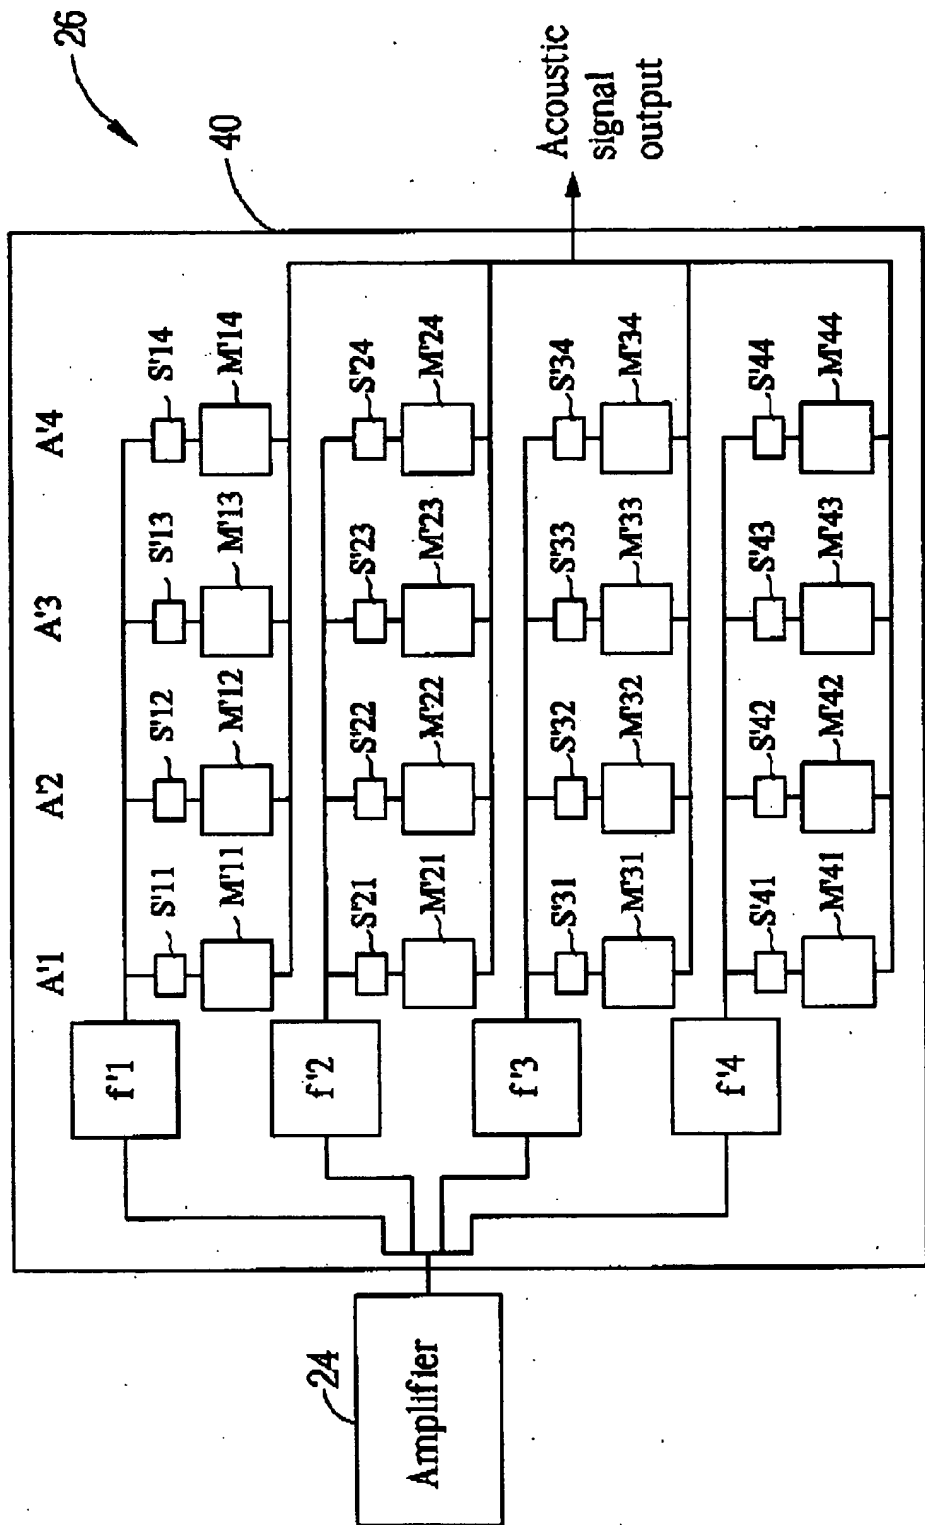 26
40
A'1 A'2 A'3 A'4
S'11 S'12 S'13 S'14
M'11 M'12 M'13 M'14
f'1
S'21 S'22 S'23 S'24
M'21 M'22 M'23 M'24
f'2
24
Amplifier
Acoustic
signal
output
S'31 S'32 S'33 S'34
M'31 M'32 M'33 M'34
f'3
S'41 S'42 S'43 S'44
M'41 M'42 M'43 M'44
f'4